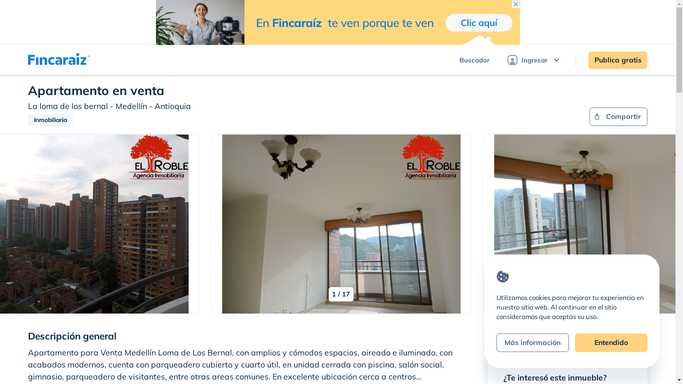 En Fincaraíz te ven porque te ven
Clic aquí
Fincaraíz
Buscador
Ingresar
Publica gratis
Apartamento en venta
La loma de los bernal - Medellín - Antioquia
Inmobiliaria
Compartir
EL ROBLE
Agencia Inmobiliaria
EL ROBLE
Agencia Inmobiliaria
1 / 17
Utilizamos cookies para mejorar tu experiencia en
nuestro sitio web. Al continuar en el sitio
consideramos que aceptas su uso.
Más información
Entendido
Descripción general
Apartamento para Venta Medellín Loma de Los Bernal, con amplios y cómodos espacios, aireado e iluminado, con
acabados modernos, cuenta con parqueadero cubierto y cuarto útil, en unidad cerrada con piscina, salón social,
gimnasio, parqueadero de visitantes, entre otras areas comunes. En excelente ubicación cerca a centros...
¿Te interesó este inmueble?